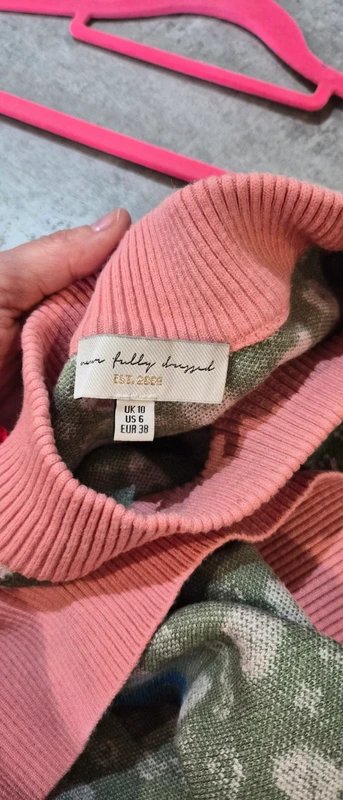 never fully dressed
EST. 2009
UK 10
US 6
EUR 38